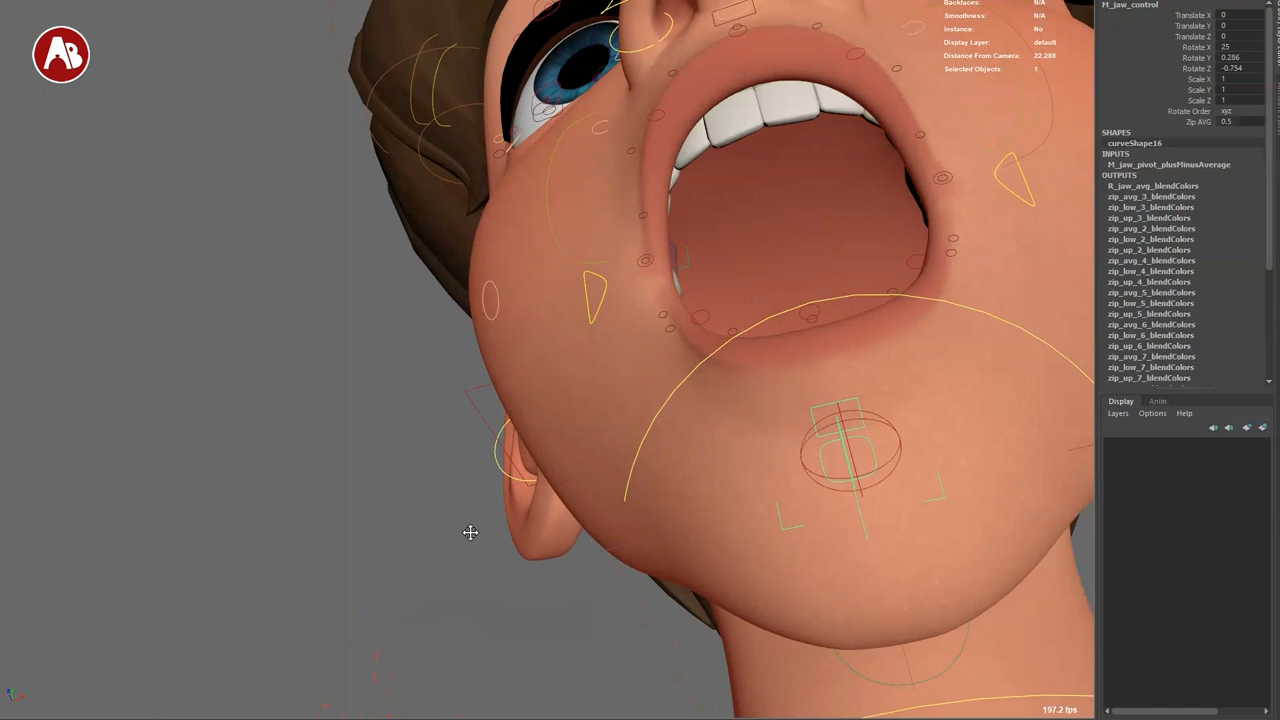 AB
Backfaces: N/A
Smoothness: N/A
Instance: No
Display Layer: default
Distance From Camera: 22.288
Selected Objects: 1
M_jaw_control
Translate X 0
Translate Y 0
Translate Z 0
Rotate X 25
Rotate Y 0.286
Rotate Z -0.754
Scale X 1
Scale Y 1
Scale Z 1
Rotate Order xyz
Zip AVG 0.5
SHAPES
curveShape16
INPUTS
M_jaw_pivot_plusMinusAverage
OUTPUTS
R_jaw_avg_blendColors
zip_avg_3_blendColors
zip_low_3_blendColors
zip_up_3_blendColors
zip_avg_2_blendColors
zip_low_2_blendColors
zip_up_2_blendColors
zip_avg_4_blendColors
zip_low_4_blendColors
zip_up_4_blendColors
zip_avg_5_blendColors
zip_low_5_blendColors
zip_up_5_blendColors
zip_avg_6_blendColors
zip_low_6_blendColors
zip_up_6_blendColors
zip_avg_7_blendColors
zip_low_7_blendColors
zip_up_7_blendColors
Display Anim
Layers Options Help
197.2 fps